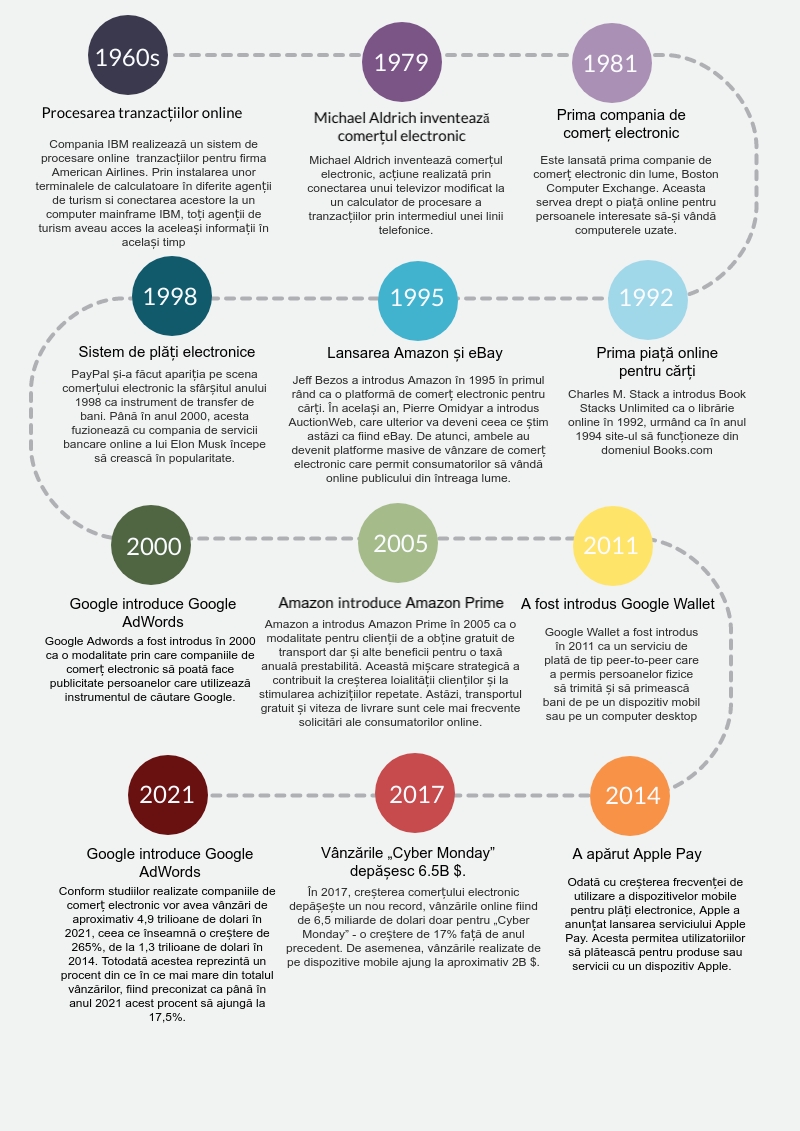 1960s
Procesarea tranzacțiilor online
Compania IBM realizează un sistem de
procesare online tranzacțiilor pentru firma
American Airlines. Prin instalarea unor
terminalele de calculatoare în diferite agenții
de turism si conectarea acestore la un
computer mainframe IBM, toți agenții de
turism aveau acces la aceleași informații în
același timp
1979
Michael Aldrich inventează
comerțul electronic
Michael Aldrich inventează comerțul
electronic, acțiune realizată prin
conectarea unui televizor modificat la
un calculator de procesare a
tranzacțiilor prin intermediul unei linii
telefonice.
1981
Prima compania de
comerț electronic
Este lansată prima companie de
comerț electronic din lume, Boston
Computer Exchange. Aceasta
servea drept o piață online pentru
persoanele interesate să-și vândă
computerele uzate.
1992
Prima piață online
pentru cărți
Charles M. Stack a introdus Book
Stacks Unlimited ca o librărie
online în 1992, urmând ca în anul
1994 site-ul să funcționeze din
domeniul Books.com
1995
Lansarea Amazon și eBay
Jeff Bezos a introdus Amazon în 1995 în primul
rând ca o platformă de comerț electronic pentru
cărți. În același an, Pierre Omidyar a introdus
AuctionWeb, care ulterior va deveni ceea ce știm
astăzi ca fiind eBay. De atunci, ambele au
devenit platforme masive de vânzare de comerț
electronic care permit consumatorilor să vândă
online publicului din întreaga lume.
1998
Sistem de plăți electronice
PayPal și-a făcut apariția pe scena
comerțului electronic la sfârșitul anului
1998 ca instrument de transfer de
bani. Până în anul 2000, acesta
fuzionează cu compania de servicii
bancare online a lui Elon Musk începe
să crească în popularitate.
2000
Google introduce Google
AdWords
Google Adwords a fost introdus în 2000
ca o modalitate prin care companiile de
comerț electronic să poată face
publicitate persoanelor care utilizează
instrumentul de căutare Google.
2005
Amazon introduce Amazon Prime
Amazon a introdus Amazon Prime în 2005 ca o
modalitate pentru clienții de a obține gratuit de
transport dar și alte beneficii pentru o taxă
anuală prestabilită. Această mișcare strategică a
contribuit la creșterea loialității clienților și la
stimularea achizițiilor repetate. Astăzi, transportul
gratuit și viteza de livrare sunt cele mai frecvente
solicitări ale consumatorilor online.
2011
A fost introdus Google Wallet
Google Wallet a fost introdus
în 2011 ca un serviciu de
plată de tip peer-to-peer care
a permis persoanelor fizice
să trimită și să primească
bani de pe un dispozitiv mobil
sau pe un computer desktop
2014
A apărut Apple Pay
Odată cu creșterea frecvenței de
utilizare a dispozitivelor mobile
pentru plăți electronice, Apple a
anunțat lansarea serviciului Apple
Pay. Acesta permitea utilizatorilor
să plătească pentru produse sau
servicii cu un dispozitiv Apple.
2017
Vânzările „Cyber Monday”
depășesc 6.5B $.
În 2017, creșterea comerțului electronic
depășește un nou record, vânzările online fiind
de 6,5 miliarde de dolari doar pentru „Cyber
Monday” - o creștere de 17% față de anul
precedent. De asemenea, vânzările realizate de
pe dispozitive mobile ajung la aproximativ 2B $.
2021
Google introduce Google
AdWords
Conform studiilor realizate companiile de
comerț electronic vor avea vânzări de
aproximativ 4,9 trilioane de dolari în
2021, ceea ce înseamnă o creștere de
265%, de la 1,3 trilioane de dolari în
2014. Totodată acestea reprezintă un
procent din ce în ce mai mare din totalul
vânzărilor, fiind preconizat ca până în
anul 2021 acest procent să ajungă la
17,5%.